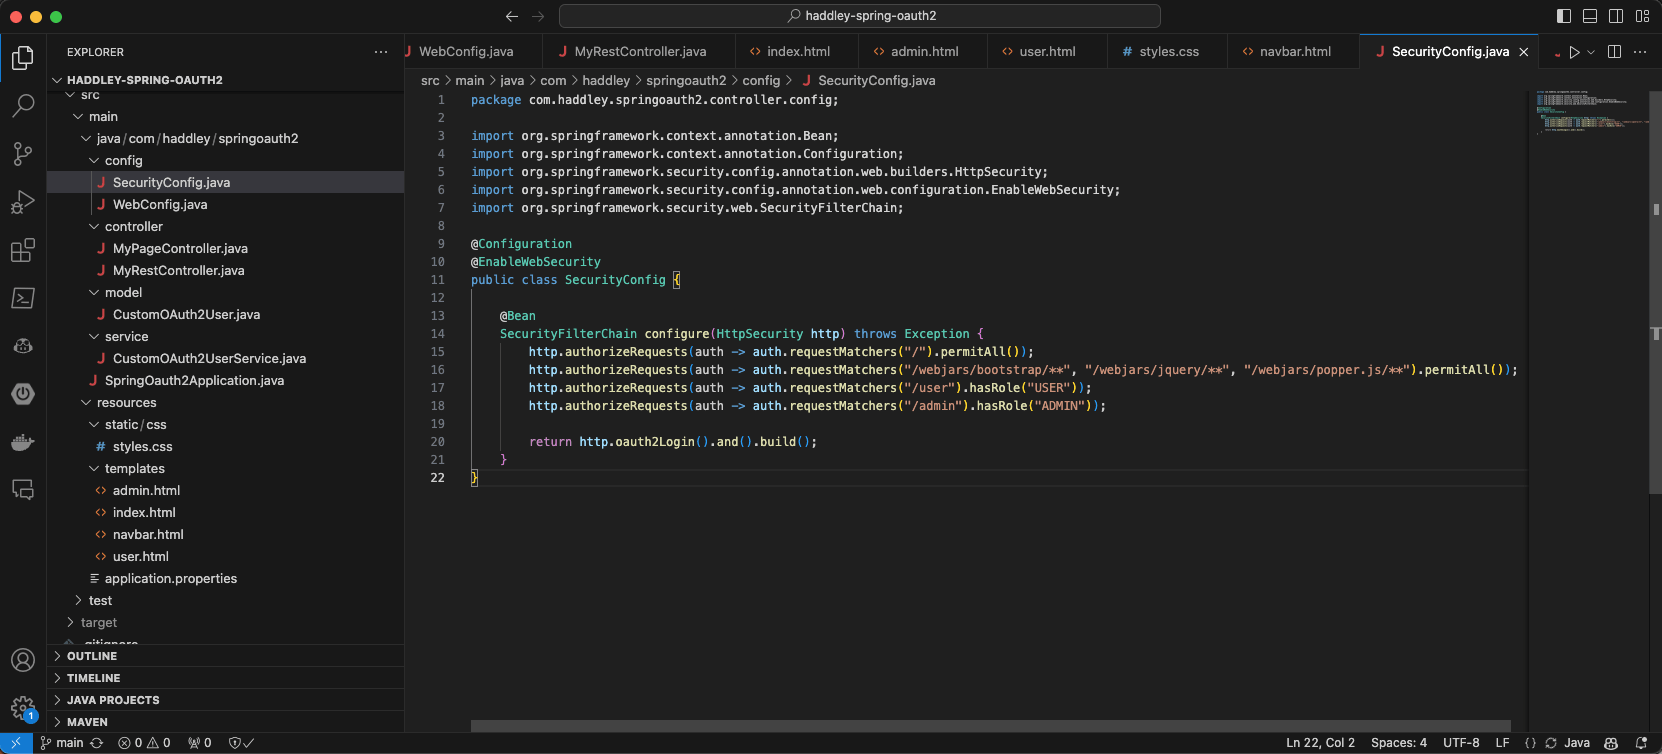 haddley-spring-oauth2
EXPLORER
HADDLEY-SPRING-OAUTH2
src
main
java/com/haddley/springoauth2
config
J SecurityConfig.java
J WebConfig.java
controller
J MyPageController.java
J MyRestController.java
model
J CustomOAuth2User.java
service
J CustomOAuth2UserService.java
J SpringOauth2Application.java
resources
static/css
# styles.css
templates
<> admin.html
<> index.html
<> navbar.html
<> user.html
application.properties
test
target
.gitignore
OUTLINE
TIMELINE
JAVA PROJECTS
MAVEN
J WebConfig.java J MyRestController.java <> index.html <> admin.html <> user.html # styles.css <> navbar.html J SecurityConfig.java
src > main > java > com > haddley > springoauth2 > config > J SecurityConfig.java
1 package com.haddley.springoauth2.controller.config;
2
3 import org.springframework.context.annotation.Bean;
4 import org.springframework.context.annotation.Configuration;
5 import org.springframework.security.config.annotation.web.builders.HttpSecurity;
6 import org.springframework.security.config.annotation.web.configuration.EnableWebSecurity;
7 import org.springframework.security.web.SecurityFilterChain;
8
9 @Configuration
10 @EnableWebSecurity
11 public class SecurityConfig {
12
13 @Bean
14 SecurityFilterChain configure(HttpSecurity http) throws Exception {
15 http.authorizeRequests(auth -> auth.requestMatchers("/").permitAll());
16 http.authorizeRequests(auth -> auth.requestMatchers("/webjars/bootstrap/**", "/webjars/jquery/**", "/webjars/popper.js/**").permitAll());
17 http.authorizeRequests(auth -> auth.requestMatchers("/user").hasRole("USER"));
18 http.authorizeRequests(auth -> auth.requestMatchers("/admin").hasRole("ADMIN"));
19
20 return http.oauth2Login().and().build();
21 }
22 }
1
main 0 0 0 Ln 22, Col 2 Spaces: 4 UTF-8 LF {} Java